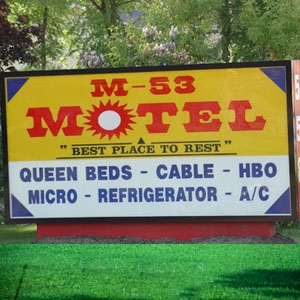 M-53
MOTEL
"BEST PLACE TO REST"
QUEEN BEDS - CABLE - HBO
MICRO - REFRIGERATOR - A/C